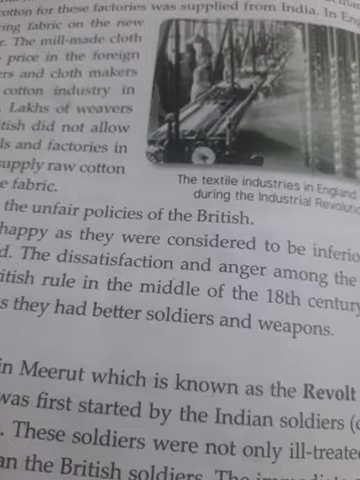 cotton for these factories was supplied from India. In
ring fabric on the new
r. The mill-made cloth
price in the foreign
ers and cloth makers
cotton industry in
. Lakhs of weavers
tish did not allow
ls and factories in
supply raw cotton
e fabric.
The textile industries in England
during the Industrial Revolutio
the unfair policies of the British.
happy as they were considered to be inferio
d. The dissatisfaction and anger among the
itish rule in the middle of the 18th century
s they had better soldiers and weapons.
in Meerut which is known as the Revolt
was first started by the Indian soldiers (
. These soldiers were not only ill-treate
an the British soldiers. The